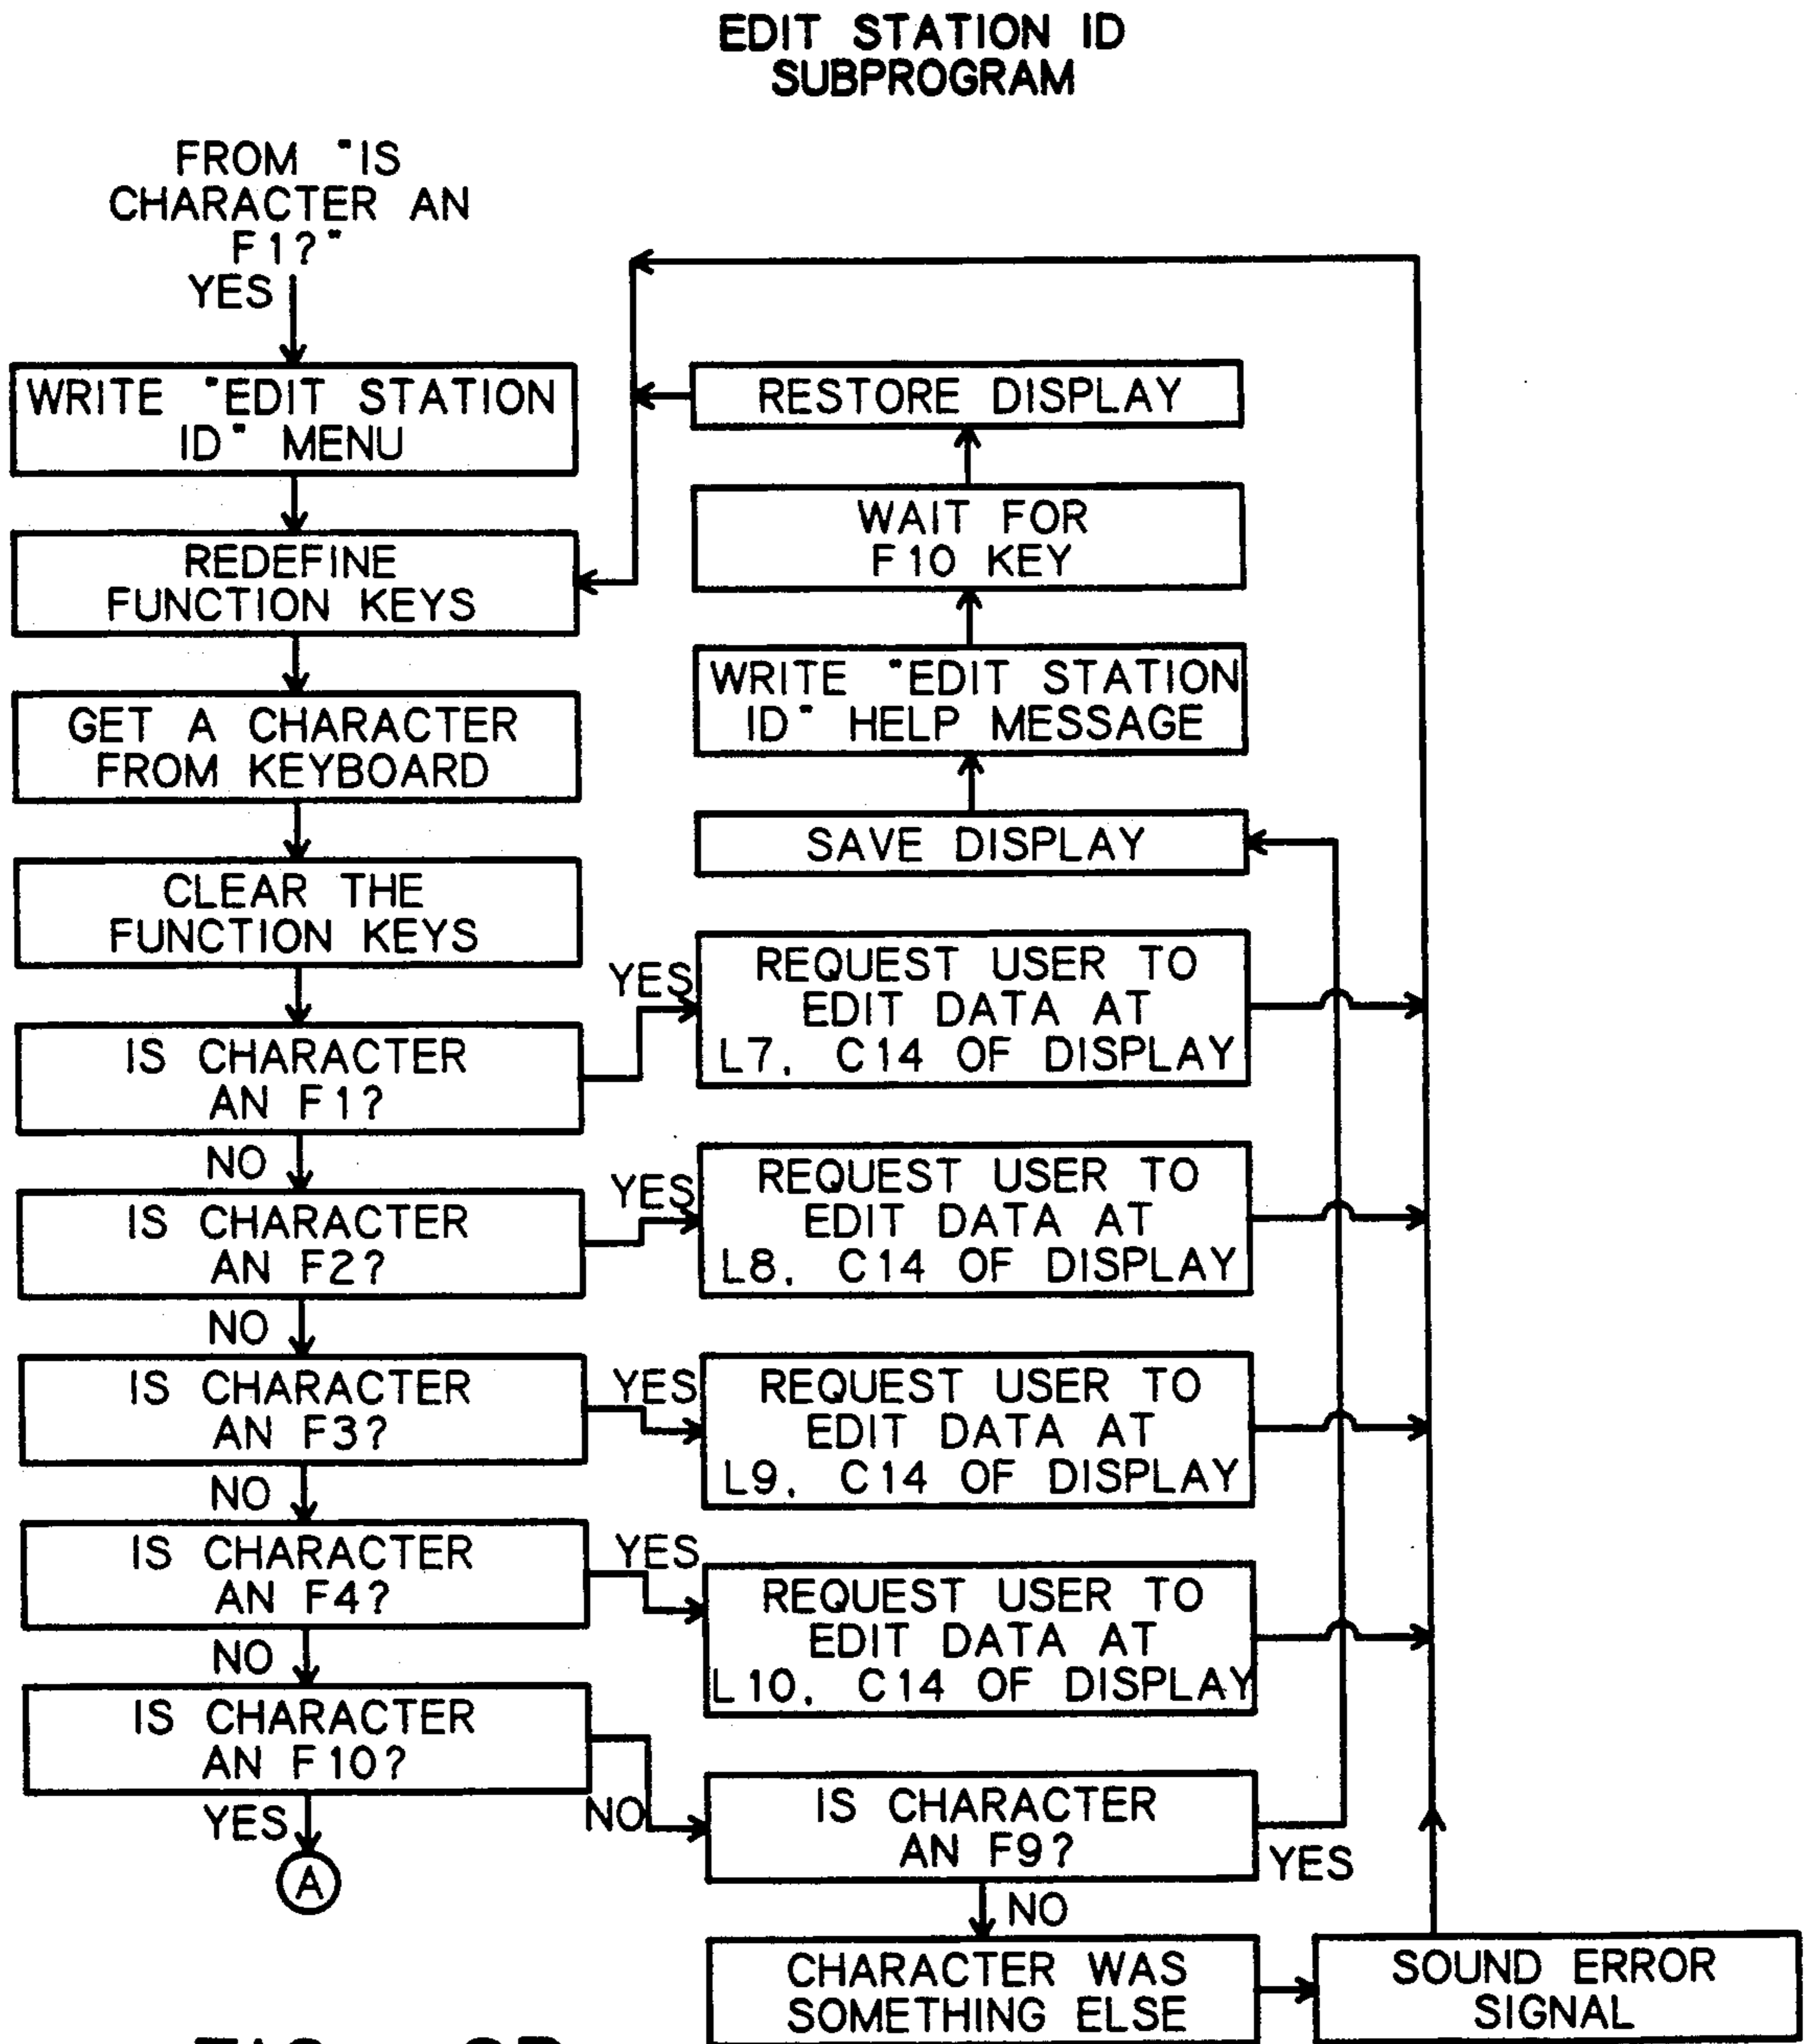 EDIT STATION ID
SUBPROGRAM
FROM "IS
CHARACTER AN
F1?"
YES
WRITE "EDIT STATION
ID" MENU
REDEFINE
FUNCTION KEYS
GET A CHARACTER
FROM KEYBOARD
CLEAR THE
FUNCTION KEYS
IS CHARACTER
AN F1?
NO
IS CHARACTER
AN F2?
NO
IS CHARACTER
AN F3?
NO
IS CHARACTER
AN F4?
NO
IS CHARACTER
AN F10?
YES
A
RESTORE DISPLAY
WAIT FOR
F10 KEY
WRITE "EDIT STATION
ID" HELP MESSAGE
SAVE DISPLAY
YES
REQUEST USER TO
EDIT DATA AT
L7, C14 OF DISPLAY
YES
REQUEST USER TO
EDIT DATA AT
L8, C14 OF DISPLAY
YES
REQUEST USER TO
EDIT DATA AT
L9, C14 OF DISPLAY
YES
REQUEST USER TO
EDIT DATA AT
L10, C14 OF DISPLAY
NO
IS CHARACTER
AN F9?
YES
NO
CHARACTER WAS
SOMETHING ELSE
SOUND ERROR
SIGNAL